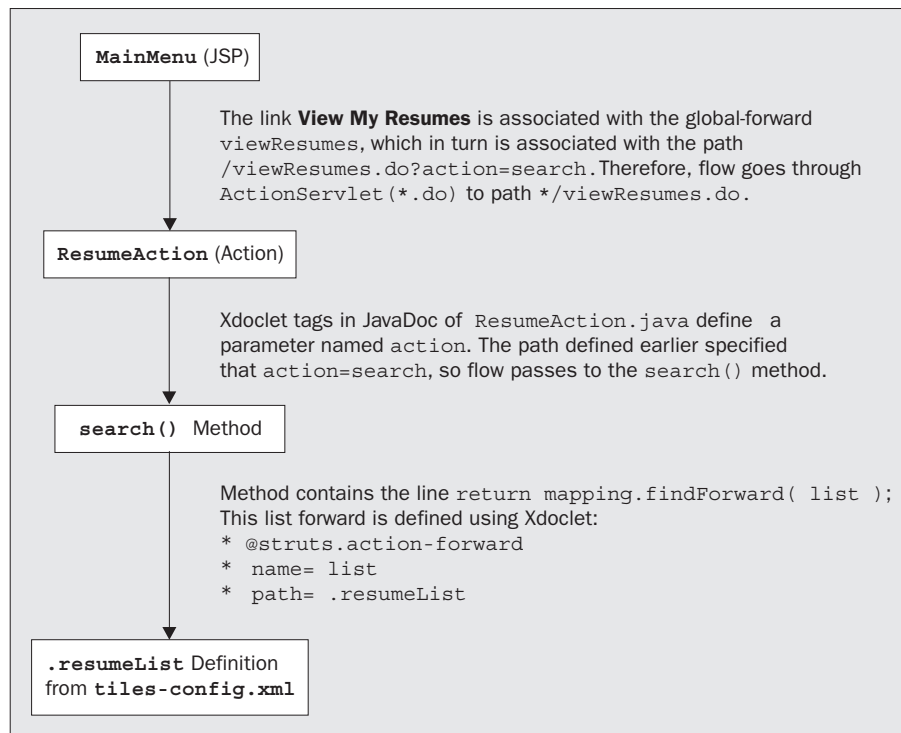 MainMenu (JSP)
The link View My Resumes is associated with the global-forward
viewResumes, which in turn is associated with the path
/viewResumes.do?action=search.Therefore, flow goes through
ActionServlet(*.do) to path */viewResumes.do.
ResumeAction (Action)
Xdoclet tags in JavaDoc of ResumeAction.java define a
parameter named action. The path defined earlier specified
that action=search, so flow passes to the search() method.
search() Method
Method contains the line return mapping.findForward( list );
This list forward is defined using Xdoclet:
* @struts.action-forward
* name= list
* path= .resumeList
.resumeList Definition
from tiles-config.xml